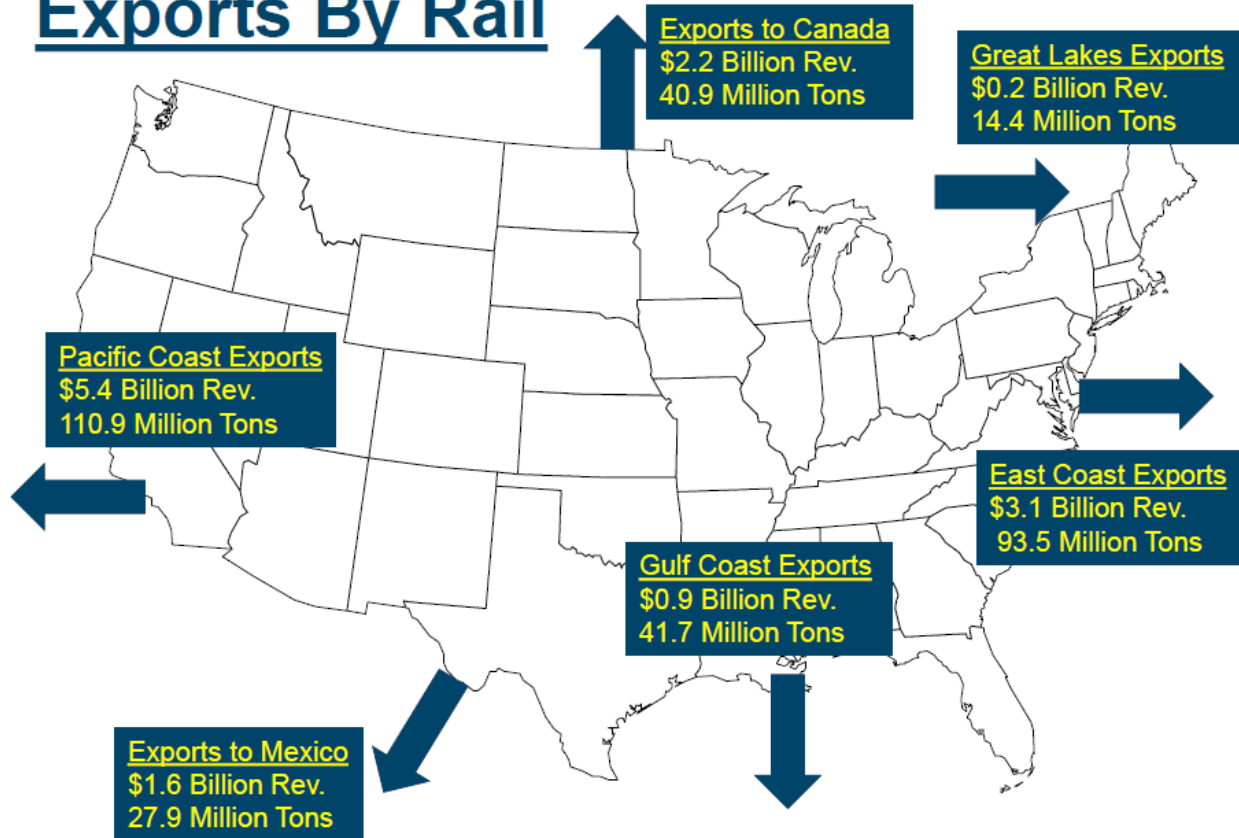 Exports By Rail
Exports to Canada
$2.2 Billion Rev.
40.9 Million Tons
Great Lakes Exports
$0.2 Billion Rev.
14.4 Million Tons
Pacific Coast Exports
$5.4 Billion Rev.
110.9 Million Tons
East Coast Exports
$3.1 Billion Rev.
93.5 Million Tons
Gulf Coast Exports
$0.9 Billion Rev.
41.7 Million Tons
Exports to Mexico
$1.6 Billion Rev.
27.9 Million Tons